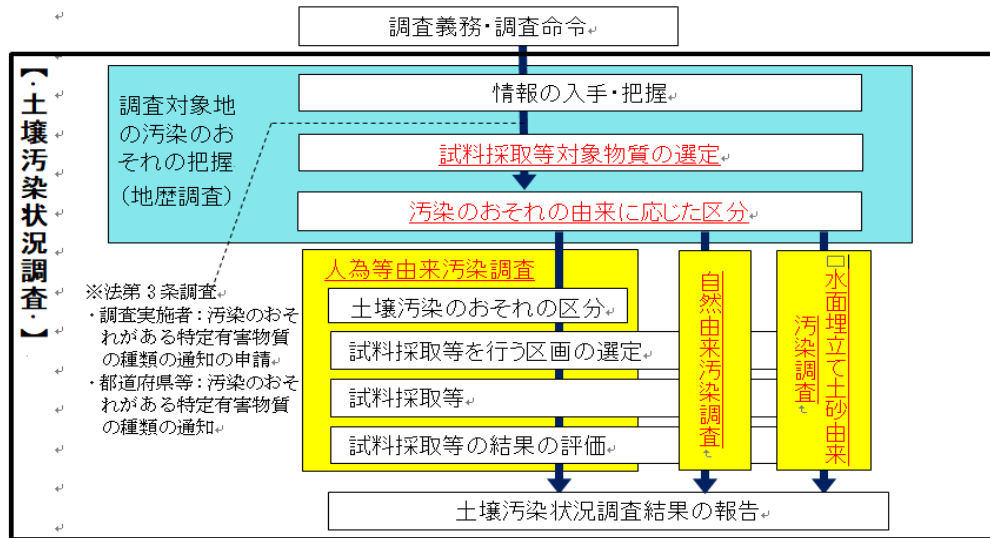 調査義務・調査命令
【・土壌汚染状況調査・】
調査対象地
の汚染のお
それの把握
(地歴調査)
情報の入手・把握
試料採取等対象物質の選定
汚染のおそれの由来に応じた区分
※法第3条調査
・調査実施者:汚染のおそ
れがある特定有害物質
の種類の通知の申請
・都道府県等:汚染のおそ
れがある特定有害物質
の種類の通知
人為等由来汚染調査
土壌汚染のおそれの区分
試料採取等を行う区画の選定
試料採取等
試料採取等の結果の評価
自然由来汚染調査
水面埋立て土砂由来
汚染調査
土壌汚染状況調査結果の報告